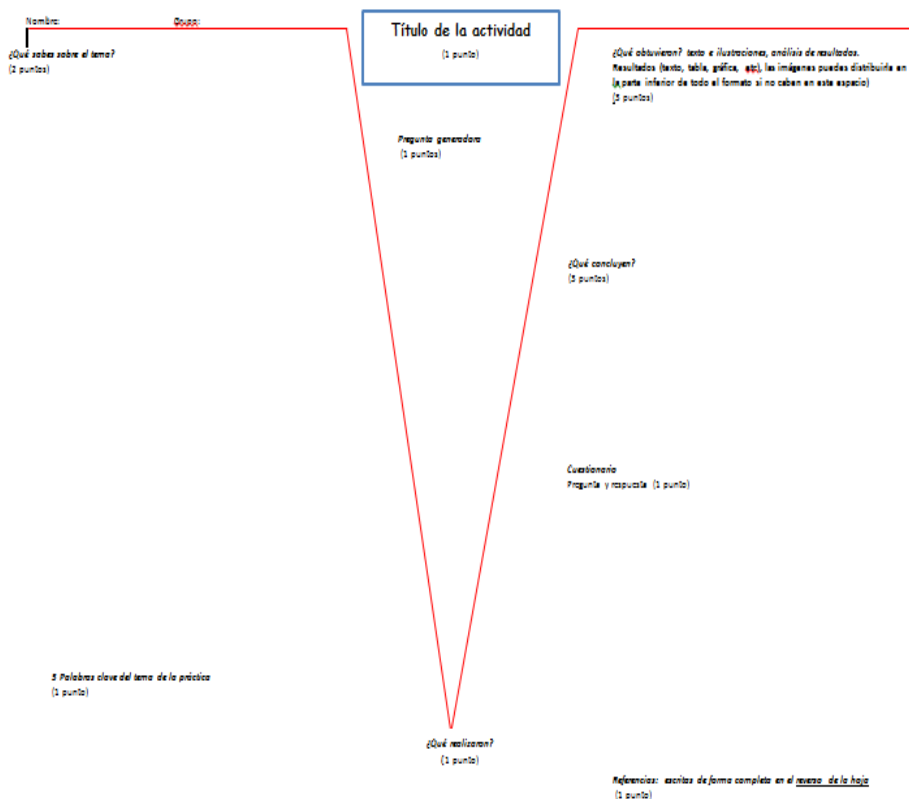 Nombre: Grupo:
¿Qué sabes sobre el tema?
(2 puntos)
Título de la actividad
(1 punto)
Pregunta generadora
(1 puntos)
¿Qué obtuvieron? texto e ilustraciones, análisis de resultados.
Resultados (texto, tabla, gráfica, etc), las imágenes puedes distribuirla en
la parte inferior de todo el formato si no caben en este espacio)
(3 puntos)
¿Qué concluyen?
(3 puntos)
Cuestionario
Pregunta y respuesta (1 punto)
5 Palabras clave del tema de la práctica
(1 punto)
¿Qué realizaron?
(1 punto)
Referencias: escritas de forma completa en el reverso de la hoja
(1 punto)